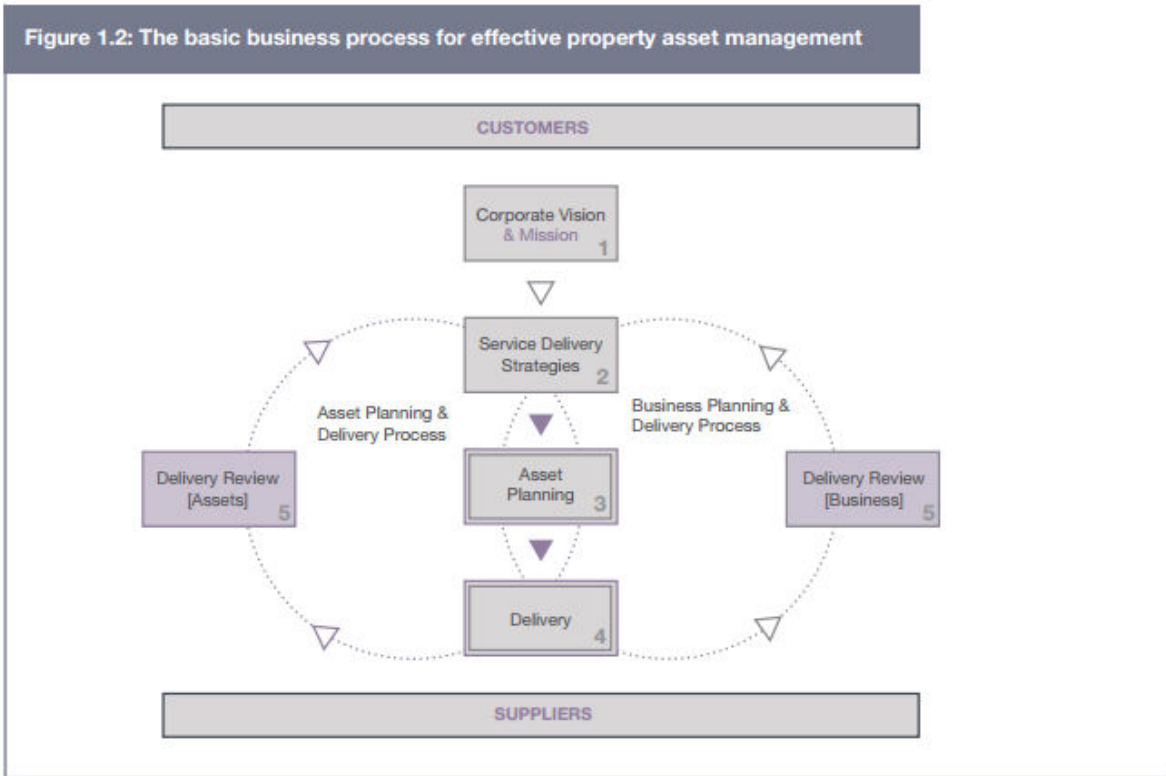 Figure 1.2: The basic business process for effective property asset management
CUSTOMERS
Corporate Vision
& Mission
1
Service Delivery
Strategies
2
Asset Planning &
Delivery Process
Business Planning &
Delivery Process
Delivery Review
[Assets]
5
Asset
Planning
3
Delivery Review
[Business]
5
Delivery
4
SUPPLIERS